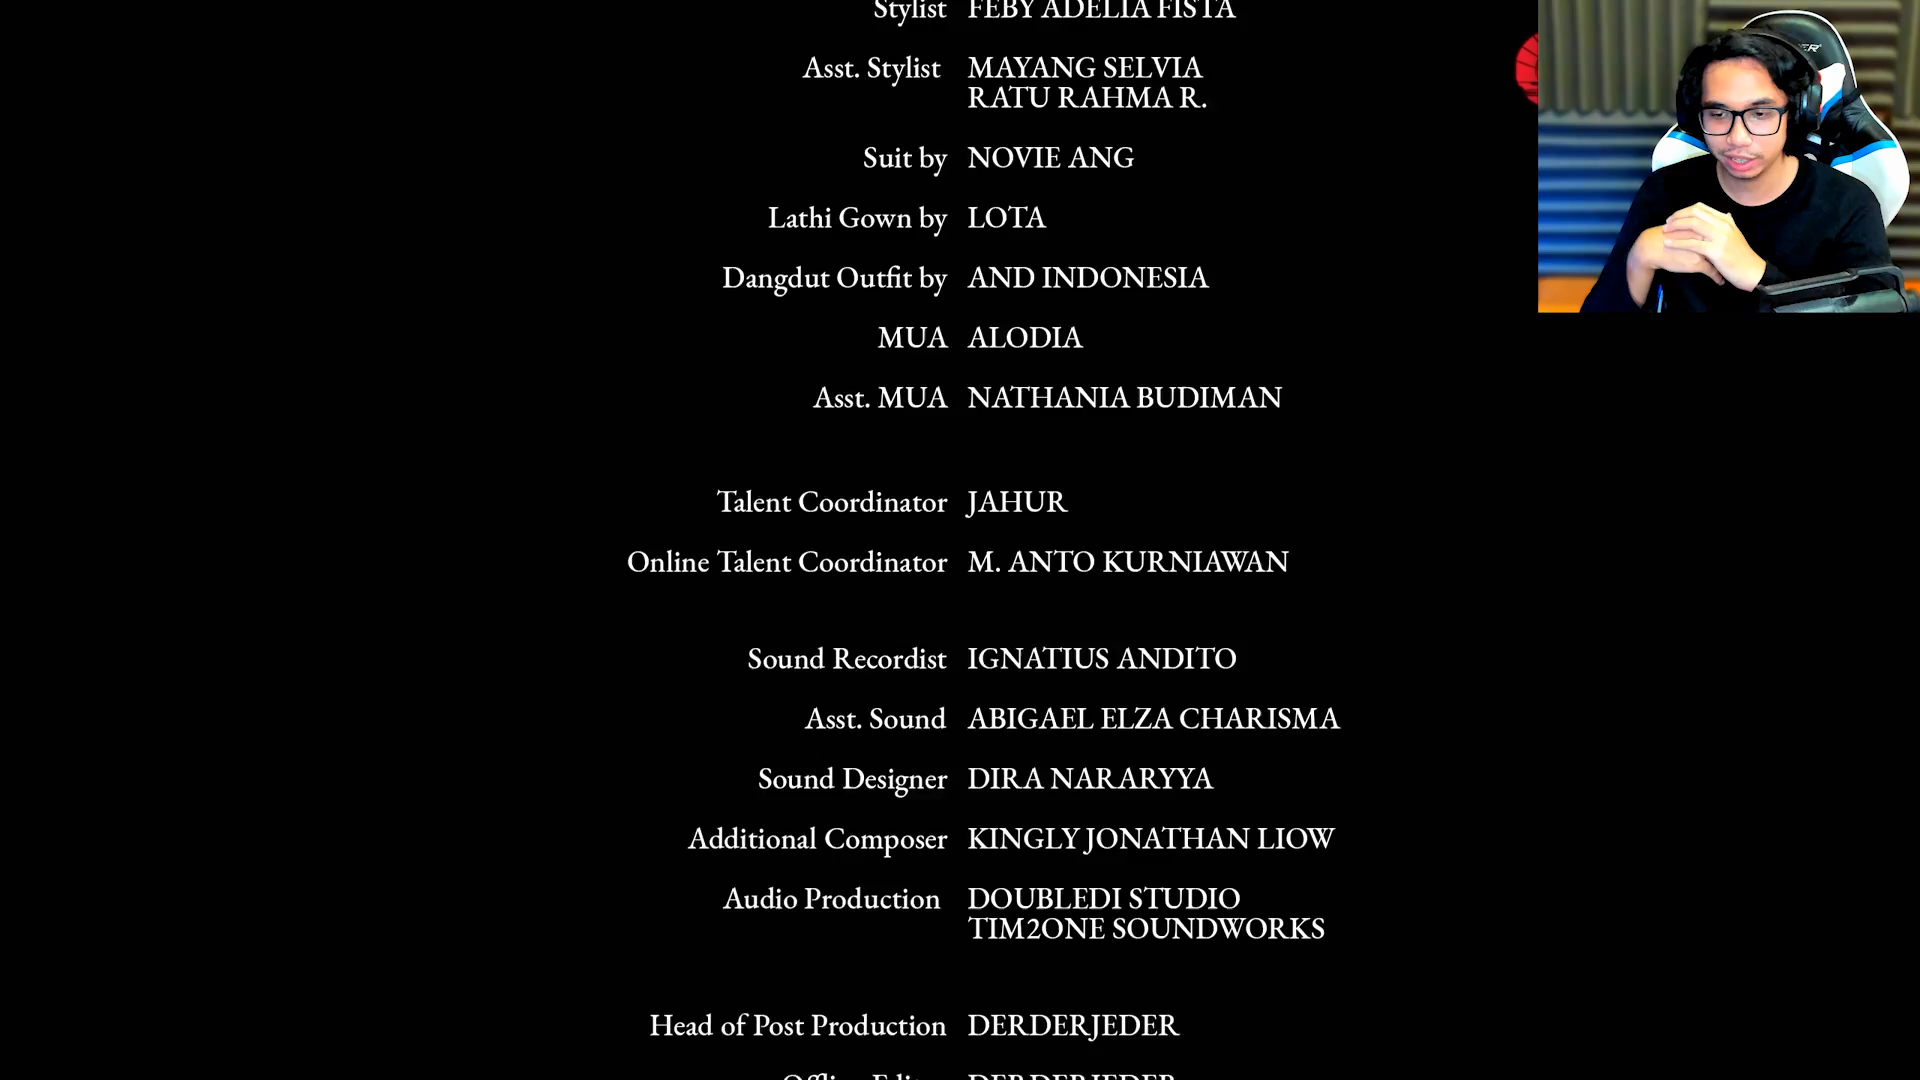 Stylist FEBY ADELIA FISTA
Asst. Stylist MAYANG SELVIA
RATU RAHMA R.
Suit by NOVIE ANG
Lathi Gown by LOTA
Dangdut Outfit by AND INDONESIA
MUA ALODIA
Asst. MUA NATHANIA BUDIMAN
Talent Coordinator JAHUR
Online Talent Coordinator M. ANTO KURNIAWAN
Sound Recordist IGNATIUS ANDITO
Asst. Sound ABIGAEL ELZA CHARISMA
Sound Designer DIRA NARARYYA
Additional Composer KINGLY JONATHAN LIOW
Audio Production DOUBLEDI STUDIO
TIM2ONE SOUNDWORKS
Head of Post Production DERDERJEDER